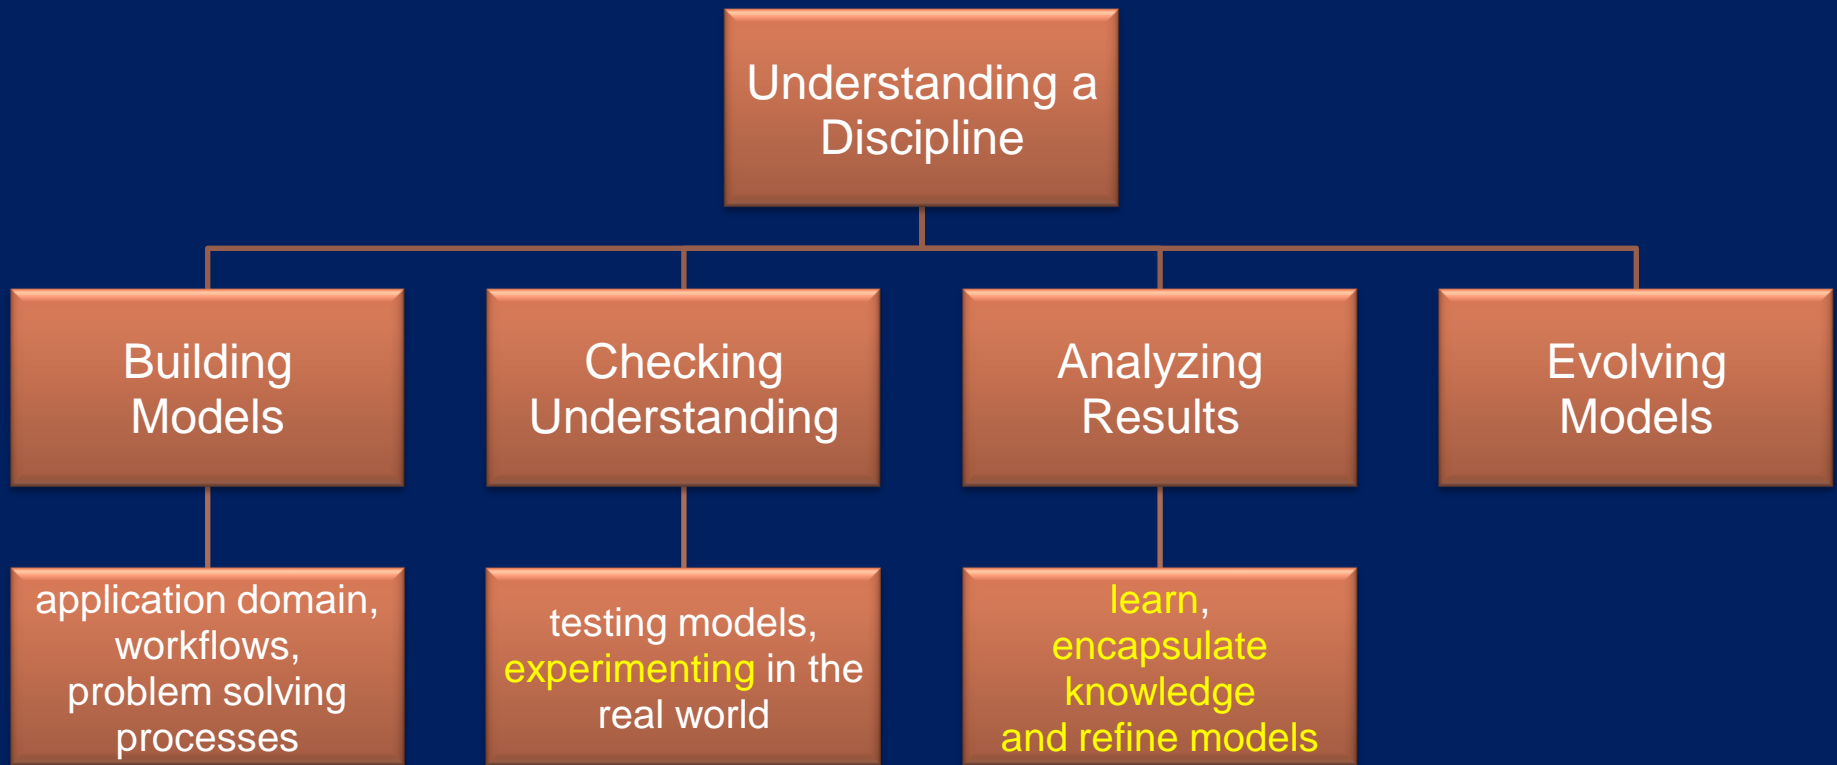 Understanding a
Discipline
Building
Models
Checking
Understanding
Analyzing
Results
Evolving
Models
application domain,
workflows,
problem solving
processes
testing models,
experimenting in the
real world
learn,
encapsulate
knowledge
and refine models